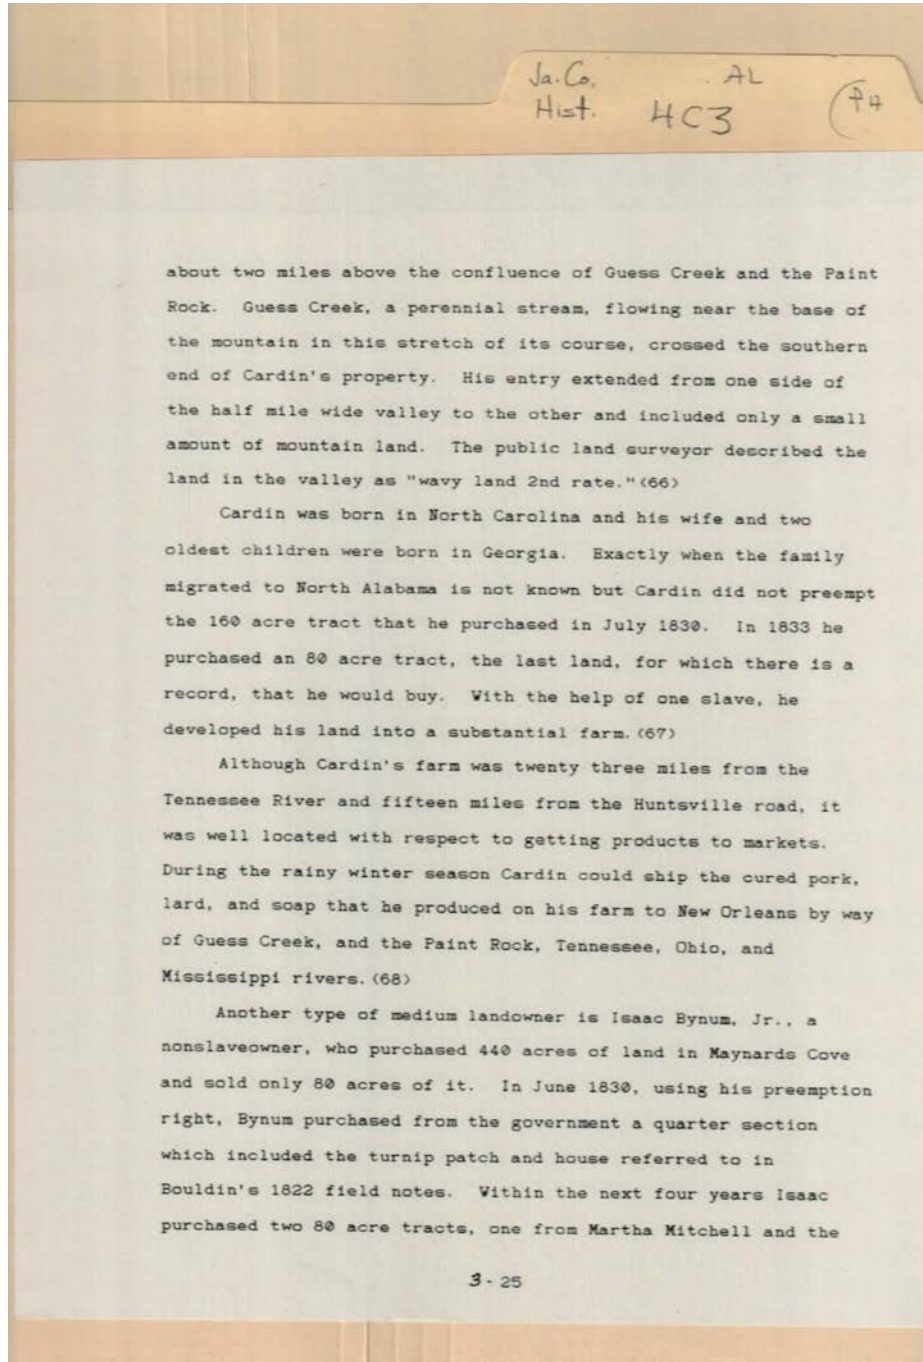 Ja. Co. AL
Hist. 4C3 P4
about two miles above the confluence of Guess Creek and the Paint
Rock. Guess Creek, a perennial stream, flowing near the base of
the mountain in this stretch of its course, crossed the southern
end of Cardin's property. His entry extended from one side of
the half mile wide valley to the other and included only a small
amount of mountain land. The public land surveyor described the
land in the valley as "wavy land 2nd rate."(66)
Cardin was born in North Carolina and his wife and two
oldest children were born in Georgia. Exactly when the family
migrated to North Alabama is not known but Cardin did not preempt
the 160 acre tract that he purchased in July 1830. In 1833 he
purchased an 80 acre tract, the last land, for which there is a
record, that he would buy. With the help of one slave, he
developed his land into a substantial farm.(67)
Although Cardin's farm was twenty three miles from the
Tennessee River and fifteen miles from the Huntsville road, it
was well located with respect to getting products to markets.
During the rainy winter season Cardin could ship the cured pork,
lard, and soap that he produced on his farm to New Orleans by way
of Guess Creek, and the Paint Rock, Tennessee, Ohio, and
Mississippi rivers.(68)
Another type of medium landowner is Isaac Bynum, Jr., a
nonslaveowner, who purchased 440 acres of land in Maynards Cove
and sold only 80 acres of it. In June 1830, using his preemption
right, Bynum purchased from the government a quarter section
which included the turnip patch and house referred to in
Bouldin's 1822 field notes. Within the next four years Isaac
purchased two 80 acre tracts, one from Martha Mitchell and the
3 - 25